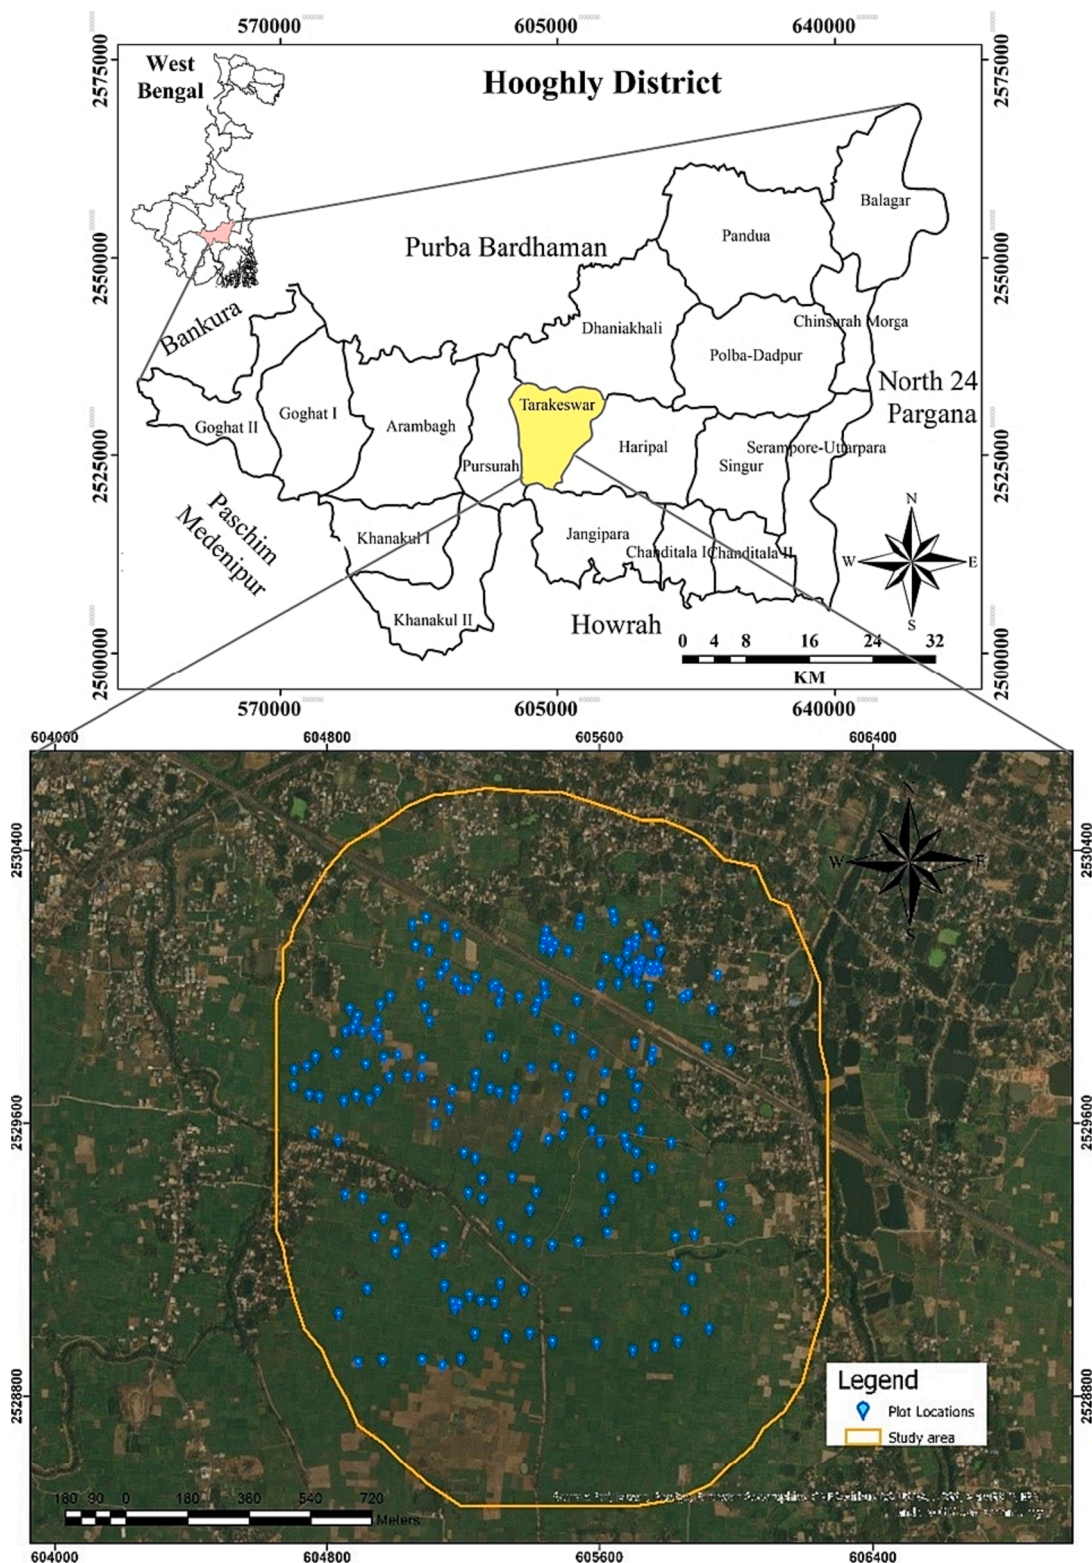 570000 605000 640000
West
Bengal
Hooghly District
2575000 2575000
Balagar
Pandua
Purba Bardhaman
2550000 2550000
Bankura
Dhaniakhali
Chinsurah Morga
Polba-Dadpur
North 24
Pargana
Tarakeswar
Goghat I
Goghat II
Arambagh
Haripal
Serampore-Uttarpara
Pursurah
Singur
2525000 2525000
Paschim
Medenipur
N
W E
S
Khanakul I
Jangipara
Chanditala I
Chanditala II
Khanakul II
Howrah
0 4 8 16 24 32
KM
2500000 2500000
570000 605000 640000
604000 604800 605600 606400
2530400 2530400
W E
S
2529600 2529600
2528800 2528800
Legend
Plot Locations
Study area
180 90 0 180 360 540 720
Meters
604000 604800 605600 606400